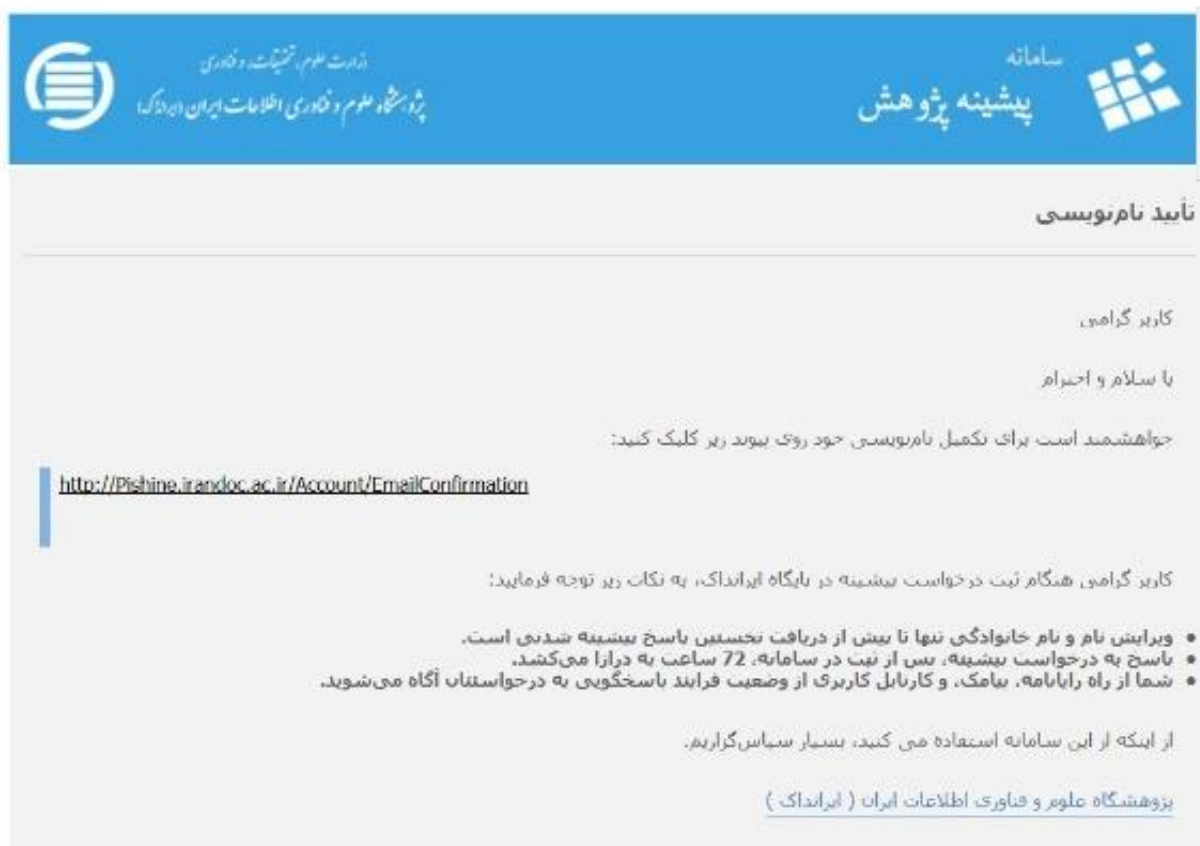 سامانه
پیشینه پژوهش
وزارت علوم، تحقیقات، و فناوری
پژوهشگاه علوم و فناوری اطلاعات ایران (ایرانداک)
تأیید نام‌نویسی
کاربر گرامی
با سلام و احترام
خواهشمند است برای تکمیل نام‌نویسی خود روی پیوند زیر کلیک کنید:
http://Pishine.irandoc.ac.ir/Account/EmailConfirmation
کاربر گرامی هنگام ثبت درخواست پیشینه در پایگاه ایرانداک، به نکات زیر توجه فرمایید:
● ویرایش نام و نام خانوادگی تنها تا پیش از دریافت نخستین پاسخ پیشینه شدنی است.
● پاسخ به درخواست پیشینه، پس از ثبت در سامانه، 72 ساعت به درازا می‌کشد.
● شما از راه رایانامه، پیامک، و کارتابل کاربری از وضعیت فرایند پاسخگویی به درخواستتان آگاه می‌شوید.
از اینکه از این سامانه استفاده می کنید، بسیار سپاس‌گزاریم.
پژوهشگاه علوم و فناوری اطلاعات ایران ( ایرانداک )